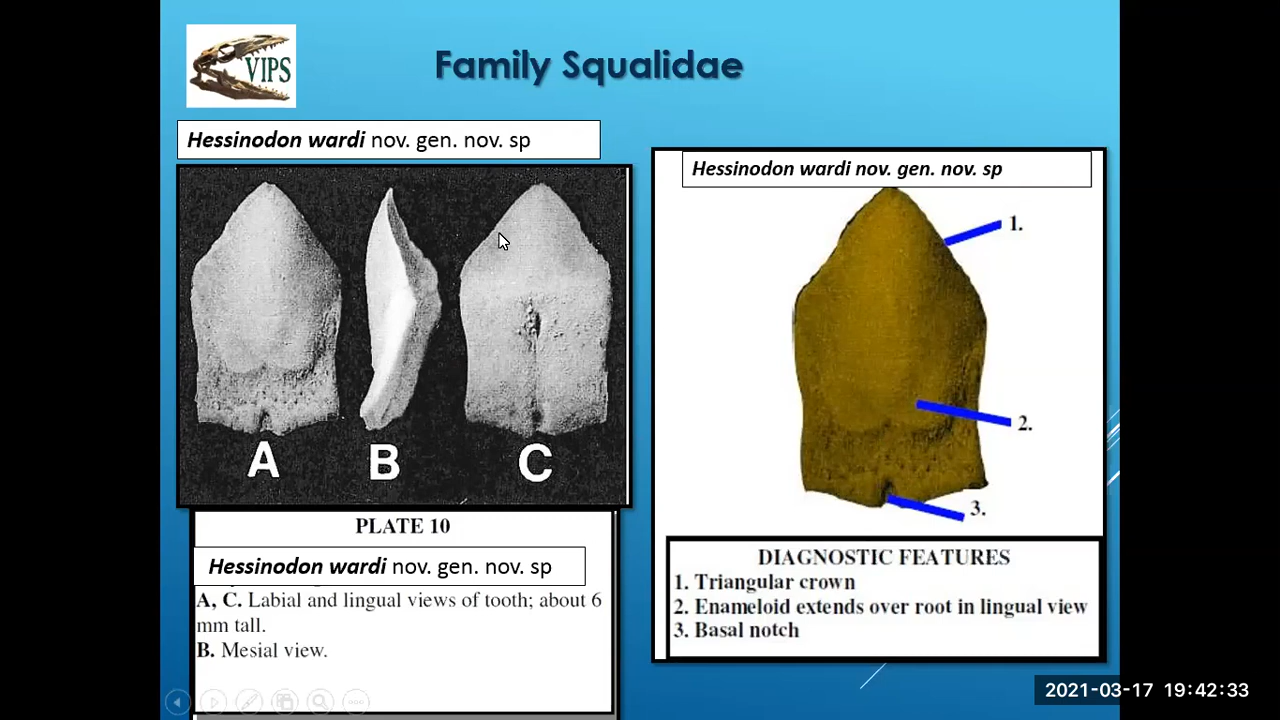 VIPS
Family Squalidae
Hessinodon wardi nov. gen. nov. sp
A B C
PLATE 10
Hessinodon wardi nov. gen. nov. sp
A, C. Labial and lingual views of tooth; about 6
mm tall.
B. Mesial view.
Hessinodon wardi nov. gen. nov. sp
1.
2.
3.
DIAGNOSTIC FEATURES
1. Triangular crown
2. Enameloid extends over root in lingual view
3. Basal notch
2021-03-17 19:42:33